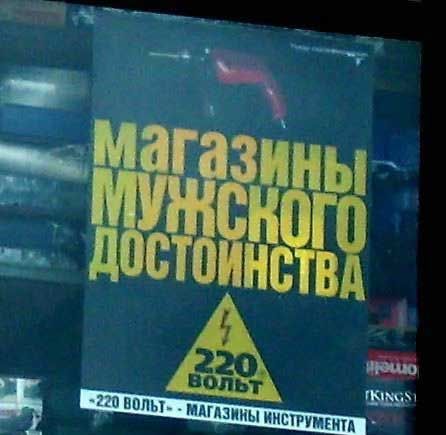 магазины
мужского
достоинства
220
вольт
«220 ВОЛЬТ» - МАГАЗИНЫ ИНСТРУМЕНТА